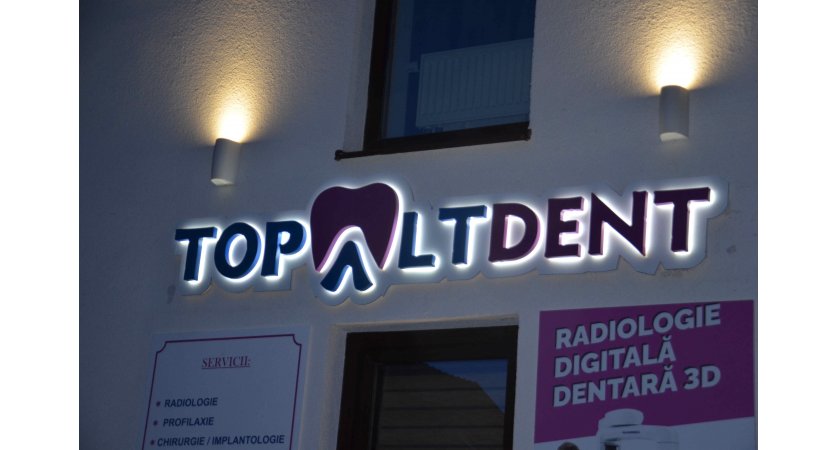 TOPALTDENT
SERVICII:
• RADIOLOGIE
• PROFILAXIE
• CHIRURGIE / IMPLANTOLOGIE
RADIOLOGIE
DIGITALĂ
DENTARĂ 3D